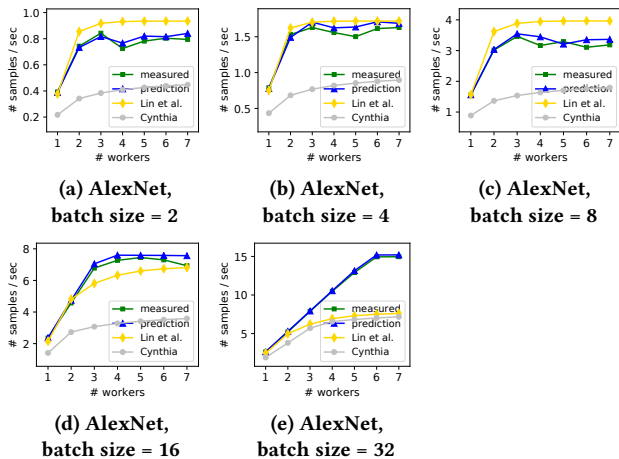 # samples / sec
1.0
0.8
0.6
0.4
0.2
measured
prediction
Lin et al.
Cynthia
1 2 3 4 5 6 7
# workers
(a) AlexNet,
batch size = 2
# samples / sec
1.5
1.0
0.5
measured
prediction
Lin et al.
Cynthia
1 2 3 4 5 6 7
# workers
(b) AlexNet,
batch size = 4
# samples / sec
4
3
2
1
measured
prediction
Lin et al.
Cynthia
1 2 3 4 5 6 7
# workers
(c) AlexNet,
batch size = 8
# samples / sec
8
6
4
2
measured
prediction
Lin et al.
Cynthia
1 2 3 4 5 6 7
# workers
(d) AlexNet,
batch size = 16
# samples / sec
15
10
5
measured
prediction
Lin et al.
Cynthia
1 2 3 4 5 6 7
# workers
(e) AlexNet,
batch size = 32